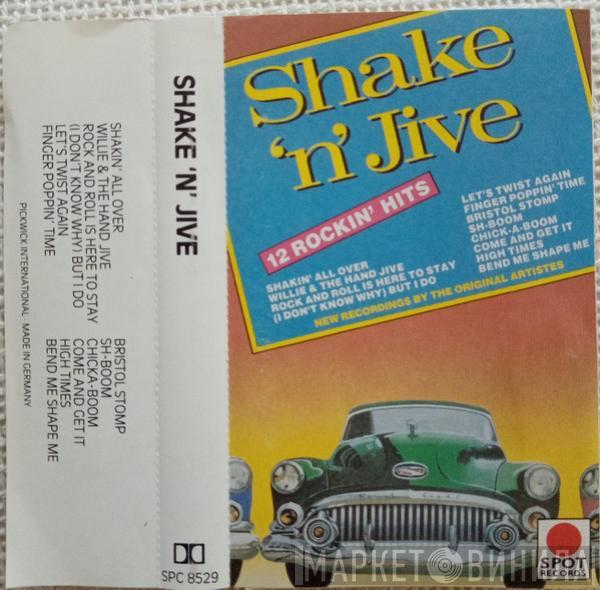 SHAKIN' ALL OVER
WILLIE & THE HAND JIVE
ROCK AND ROLL IS HERE TO STAY
(I DON'T KNOW WHY) BUT I DO
LET'S TWIST AGAIN
FINGER POPPIN' TIME
BRISTOL STOMP
SH-BOOM
CHICKA-BOOM
COME AND GET IT
HIGH TIMES
BEND ME SHAPE ME
PICKWICK INTERNATIONAL · MADE IN GERMANY
SHAKE 'N' JIVE
SPC 8529
Shake
'n' Jive
12 ROCKIN' HITS
SHAKIN' ALL OVER
WILLIE & THE HAND JIVE
ROCK AND ROLL IS HERE TO STAY
(I DON'T KNOW WHY) BUT I DO
LET'S TWIST AGAIN
FINGER POPPIN' TIME
BRISTOL STOMP
SH-BOOM
CHICK-A-BOOM
COME AND GET IT
HIGH TIMES
BEND ME SHAPE ME
NEW RECORDINGS BY THE ORIGINAL ARTISTES
SPOT
RECORDS
МАРКЕТ ВИНИЛА